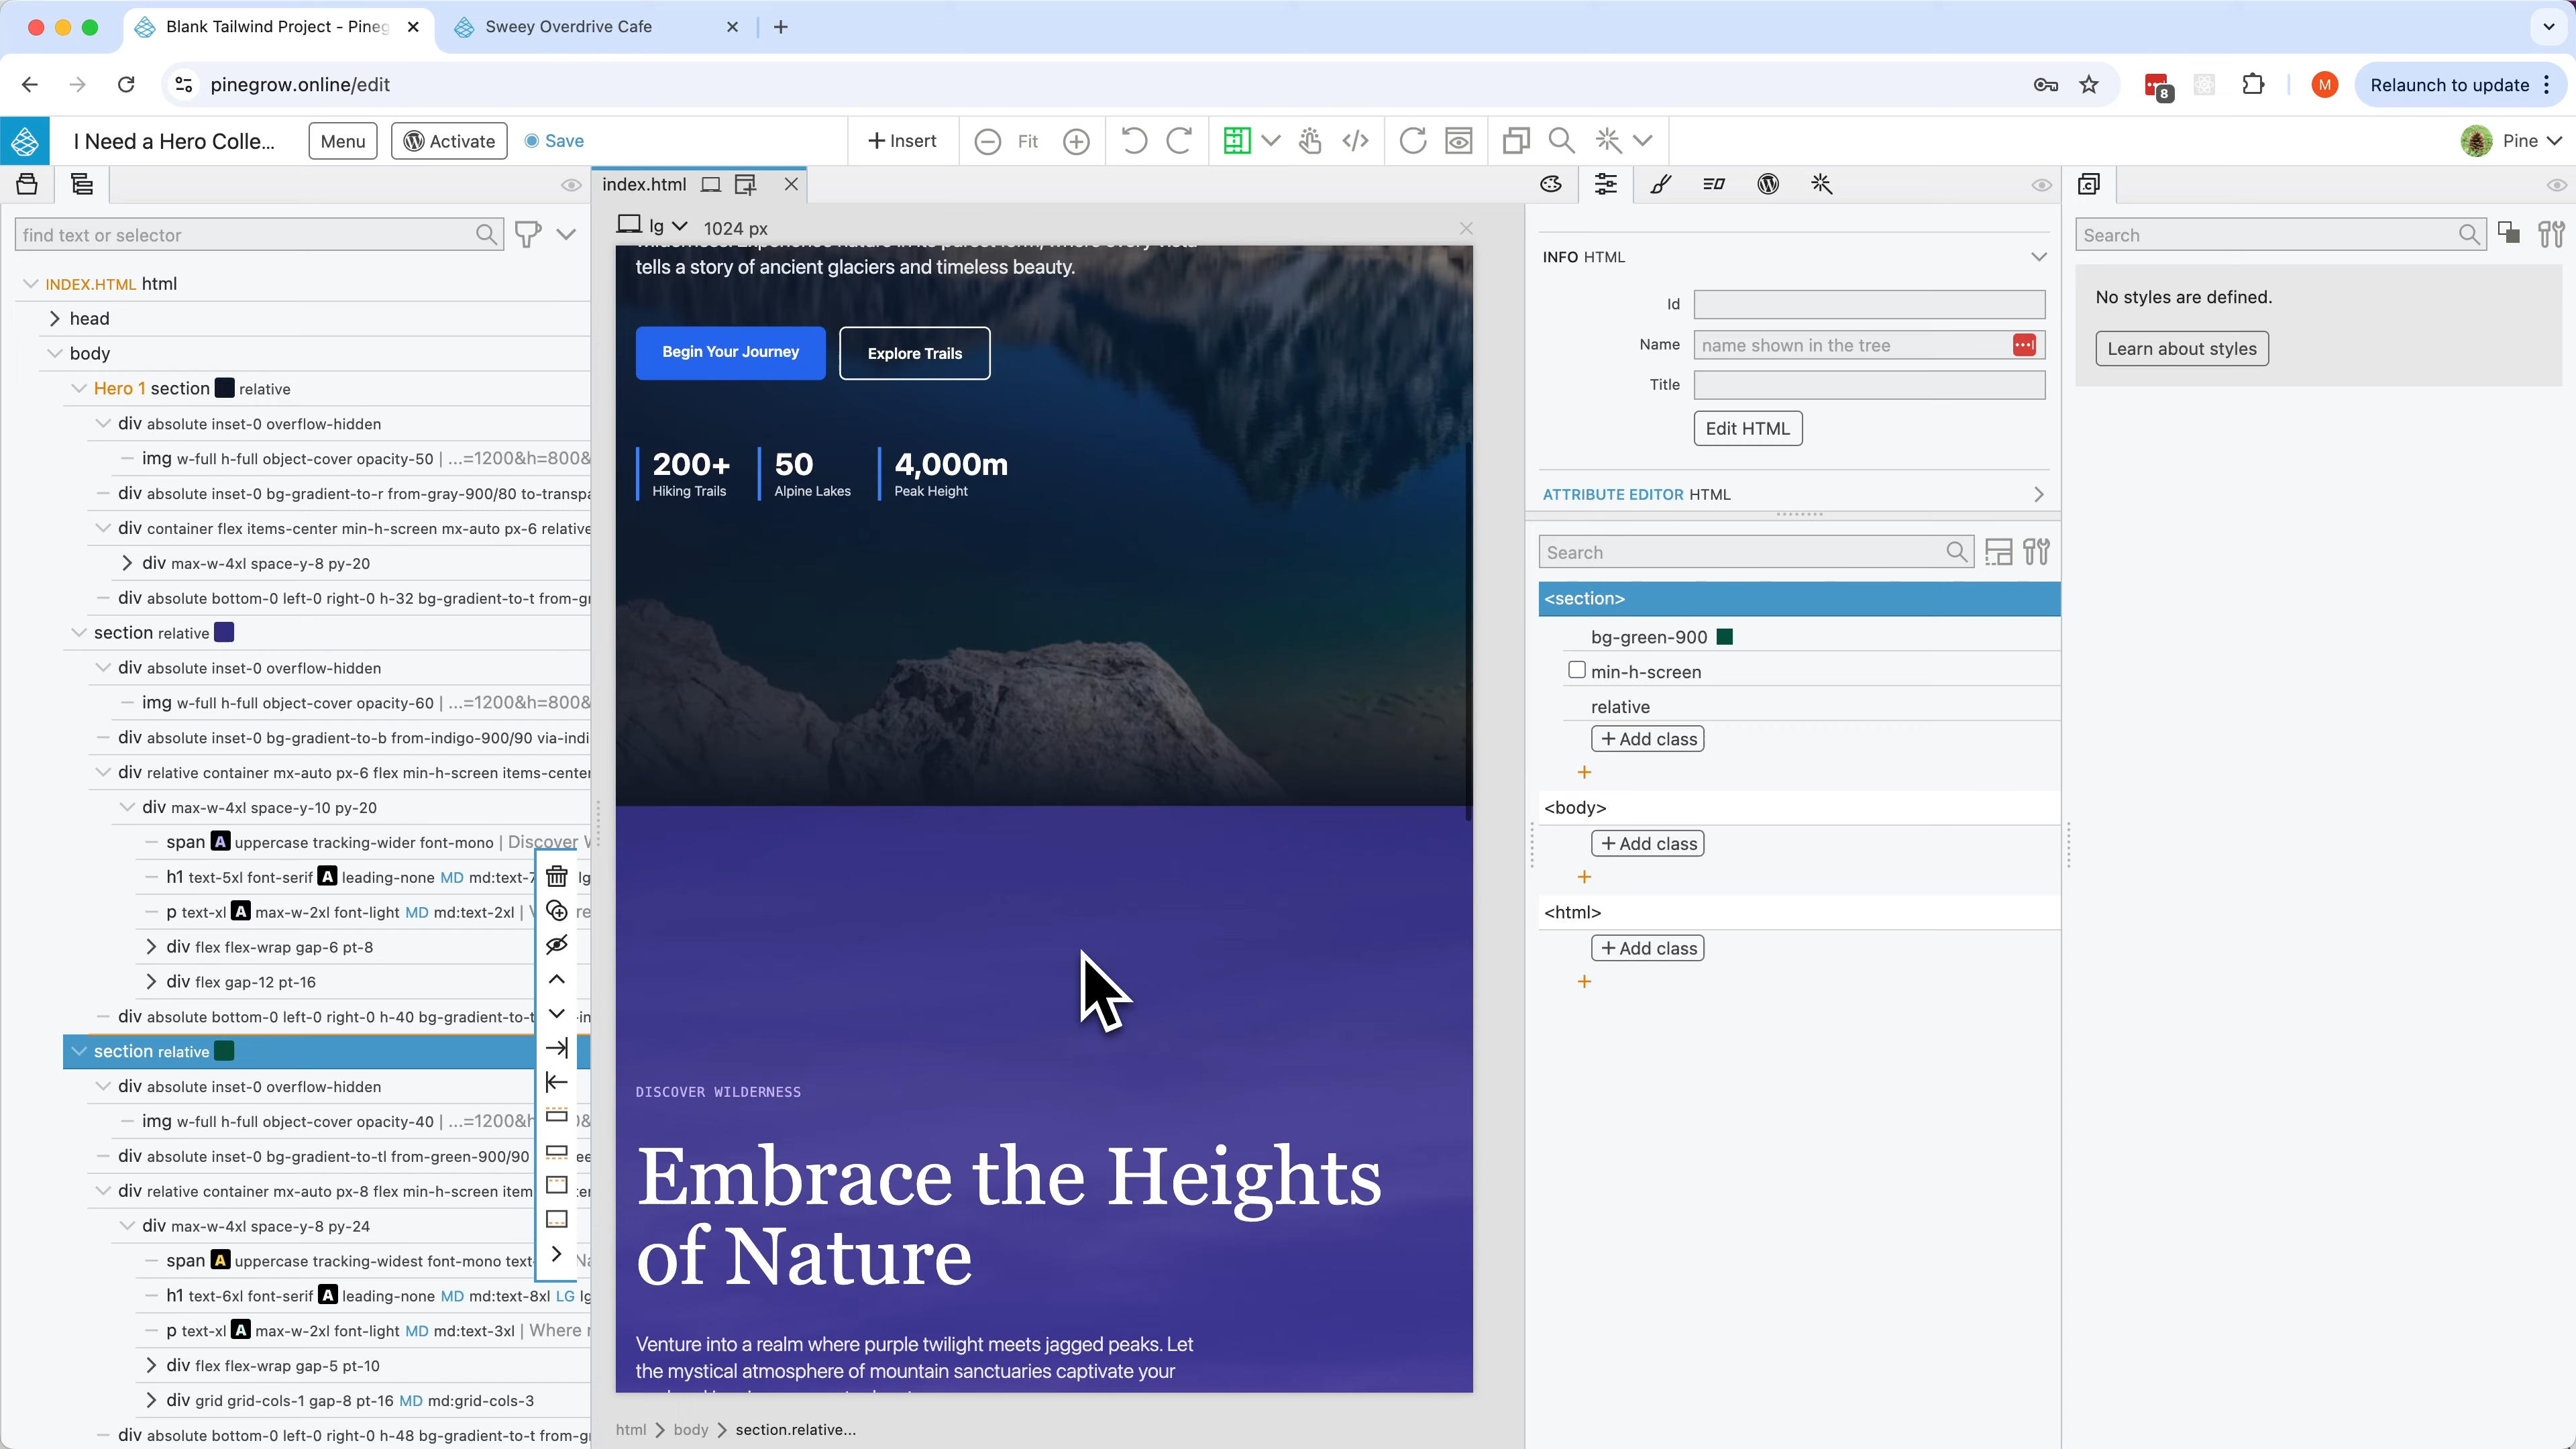 Blank Tailwind Project - Pineg
Sweey Overdrive Cafe
pinegrow.online/edit
8
M
Relaunch to update
I Need a Hero Colle...
Menu
Activate
Save
Insert
Fit
Pine
index.html
find text or selector
lg
1024 px
INDEX.HTML html
head
body
Hero 1 section relative
div absolute inset-0 overflow-hidden
img w-full h-full object-cover opacity-50 | ...=1200&h=800&
div absolute inset-0 bg-gradient-to-r from-gray-900/80 to-transpa
div container flex items-center min-h-screen mx-auto px-6 relative
div max-w-4xl space-y-8 py-20
div absolute bottom-0 left-0 right-0 h-32 bg-gradient-to-t from-gr
section relative
div absolute inset-0 overflow-hidden
img w-full h-full object-cover opacity-60 | ...=1200&h=800&
div absolute inset-0 bg-gradient-to-b from-indigo-900/90 via-indi
div relative container mx-auto px-6 flex min-h-screen items-center
div max-w-4xl space-y-10 py-20
span A uppercase tracking-wider font-mono | Discover W
h1 text-5xl font-serif A leading-none MD md:text-7 lg
p text-xl A max-w-2xl font-light MD md:text-2xl | V re
div flex flex-wrap gap-6 pt-8
div flex gap-12 pt-16
div absolute bottom-0 left-0 right-0 h-40 bg-gradient-to-t in
section relative
div absolute inset-0 overflow-hidden
img w-full h-full object-cover opacity-40 | ...=1200&h 0&
div absolute inset-0 bg-gradient-to-tl from-green-900/90 ee
div relative container mx-auto px-8 flex min-h-screen item ter
div max-w-4xl space-y-8 py-24
span A uppercase tracking-widest font-mono text- Na
h1 text-6xl font-serif A leading-none MD md:text-8xl LG lg
p text-xl A max-w-2xl font-light MD md:text-3xl | Where r
div flex flex-wrap gap-5 pt-10
div grid grid-cols-1 gap-8 pt-16 MD md:grid-cols-3
div absolute bottom-0 left-0 right-0 h-48 bg-gradient-to-t from-gr
tells a story of ancient glaciers and timeless beauty.
Begin Your Journey
Explore Trails
200+
Hiking Trails
50
Alpine Lakes
4,000m
Peak Height
DISCOVER WILDERNESS
Embrace the Heights
of Nature
Venture into a realm where purple twilight meets jagged peaks. Let
the mystical atmosphere of mountain sanctuaries captivate your
html > body > section.relative...
INFO HTML
Id
Name
name shown in the tree
Title
Edit HTML
ATTRIBUTE EDITOR HTML
Search
<section>
bg-green-900
min-h-screen
relative
+ Add class
+
<body>
+ Add class
+
<html>
+ Add class
+
Search
No styles are defined.
Learn about styles